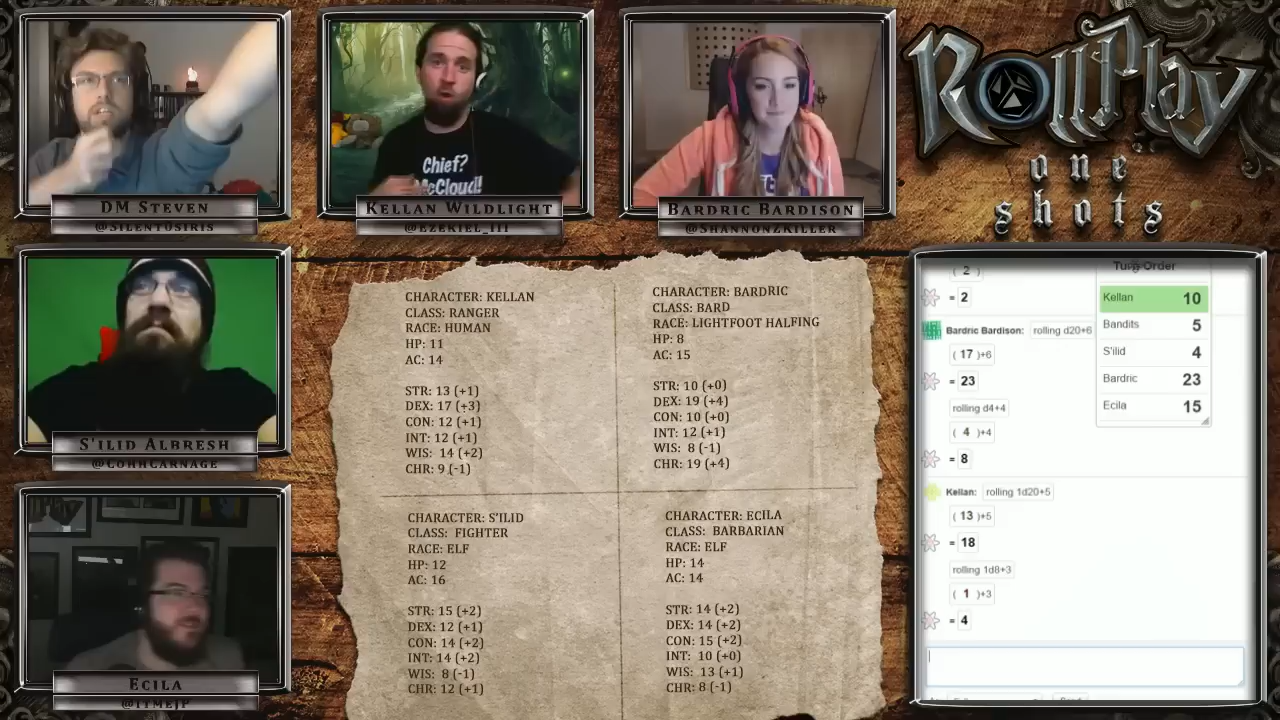 DM Steven
@Silent0siris
Kellan Wildlight
@Ezekiel_III
Bardric Bardison
@ShannonZKiller
Chief?
McCloud!
RollPlay
one
shots
S'ilid Albresh
@CohhCarnage
Ecila
@itmeJP
CHARACTER: KELLAN
CLASS: RANGER
RACE: HUMAN
HP: 11
AC: 14
STR: 13 (+1)
DEX: 17 (+3)
CON: 12 (+1)
INT: 12 (+1)
WIS: 14 (+2)
CHR: 9 (-1)
CHARACTER: BARDRIC
CLASS: BARD
RACE: LIGHTFOOT HALFING
HP: 8
AC: 15
STR: 10 (+0)
DEX: 19 (+4)
CON: 10 (+0)
INT: 12 (+1)
WIS: 8 (-1)
CHR: 19 (+4)
CHARACTER: S'ILID
CLASS: FIGHTER
RACE: ELF
HP: 12
AC: 16
STR: 15 (+2)
DEX: 12 (+1)
CON: 14 (+2)
INT: 14 (+2)
WIS: 8 (-1)
CHR: 12 (+1)
CHARACTER: ECILA
CLASS: BARBARIAN
RACE: ELF
HP: 14
AC: 14
STR: 14 (+2)
DEX: 14 (+2)
CON: 15 (+2)
INT: 10 (+0)
WIS: 13 (+1)
CHR: 8 (-1)
( 2 )
= 2
Bardric Bardison: rolling d20+6
( 17 )+6
= 23
rolling d4+4
( 4 )+4
= 8
Kellan: rolling 1d20+5
( 13 )+5
= 18
rolling 1d8+3
( 1 )+3
= 4
Turn Order
Kellan 10
Bandits 5
S'ilid 4
Bardric 23
Ecila 15